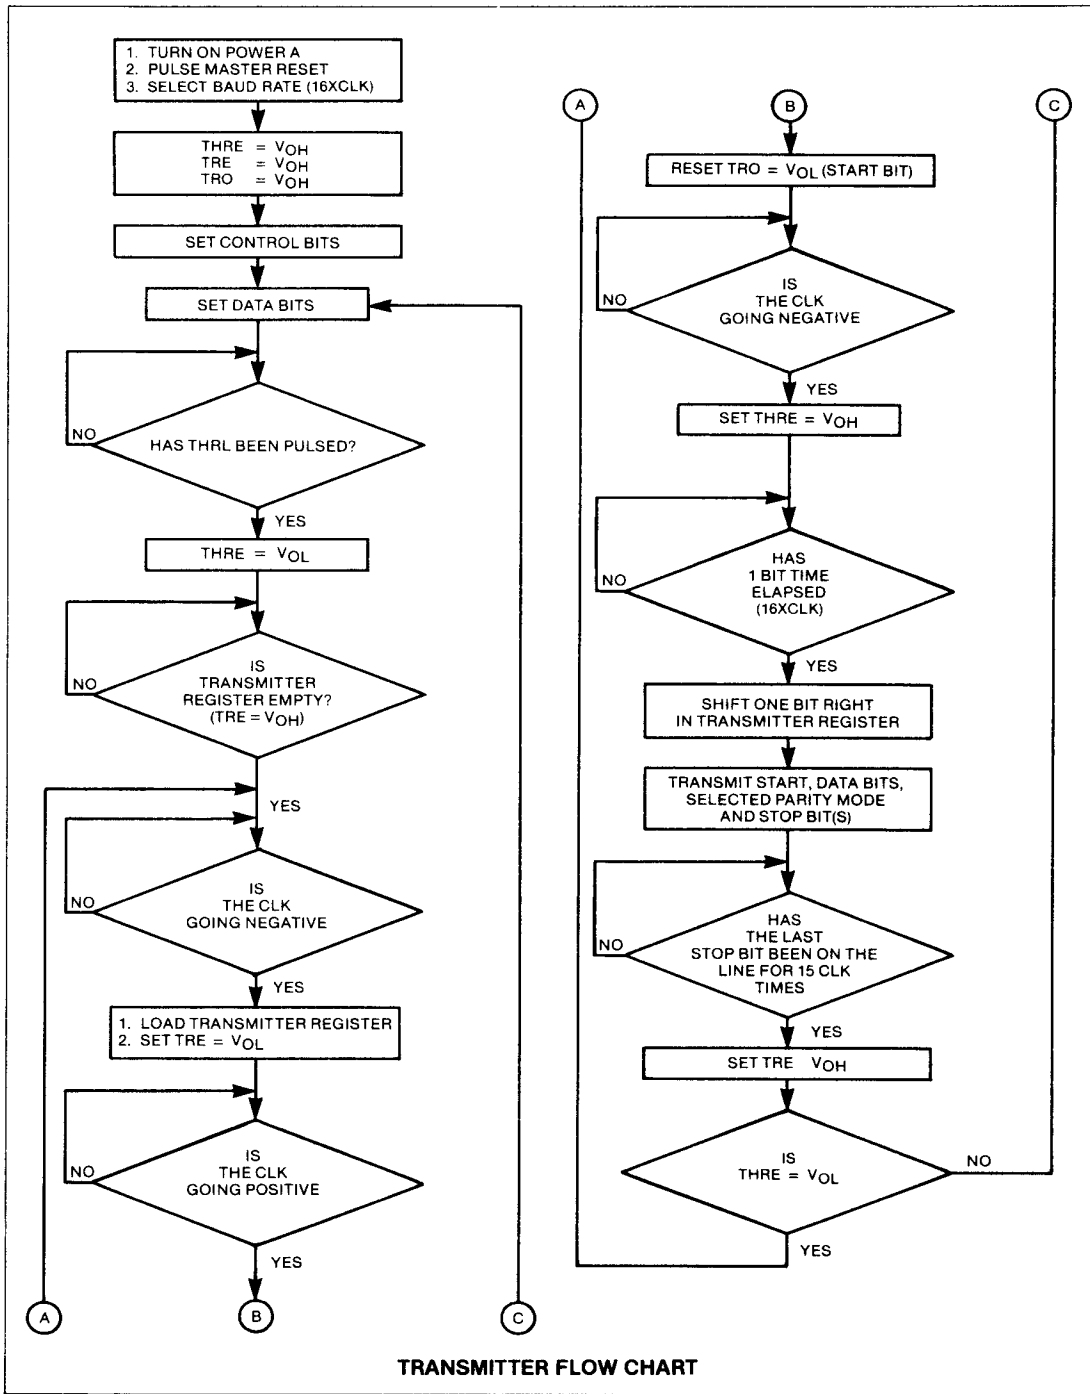 1. TURN ON POWER A
2. PULSE MASTER RESET
3. SELECT BAUD RATE (16XCLK)
THRE = VOH
TRE = VOH
TRO = VOH
SET CONTROL BITS
SET DATA BITS
NO
HAS THRL BEEN PULSED?
YES
THRE = VOL
IS
TRANSMITTER
REGISTER EMPTY?
(TRE = VOH)
NO
YES
IS
THE CLK
GOING NEGATIVE
NO
YES
1. LOAD TRANSMITTER REGISTER
2. SET TRE = VOL
IS
THE CLK
GOING POSITIVE
NO
YES
A
B
C
A
B
C
RESET TRO = VOL (START BIT)
IS
THE CLK
GOING NEGATIVE
NO
YES
SET THRE = VOH
HAS
1 BIT TIME
ELAPSED
(16XCLK)
NO
YES
SHIFT ONE BIT RIGHT
IN TRANSMITTER REGISTER
TRANSMIT START, DATA BITS,
SELECTED PARITY MODE
AND STOP BIT(S)
HAS
THE LAST
STOP BIT BEEN ON THE
LINE FOR 15 CLK
TIMES
NO
YES
SET TRE VOH
IS
THRE = VOL
NO
YES
TRANSMITTER FLOW CHART